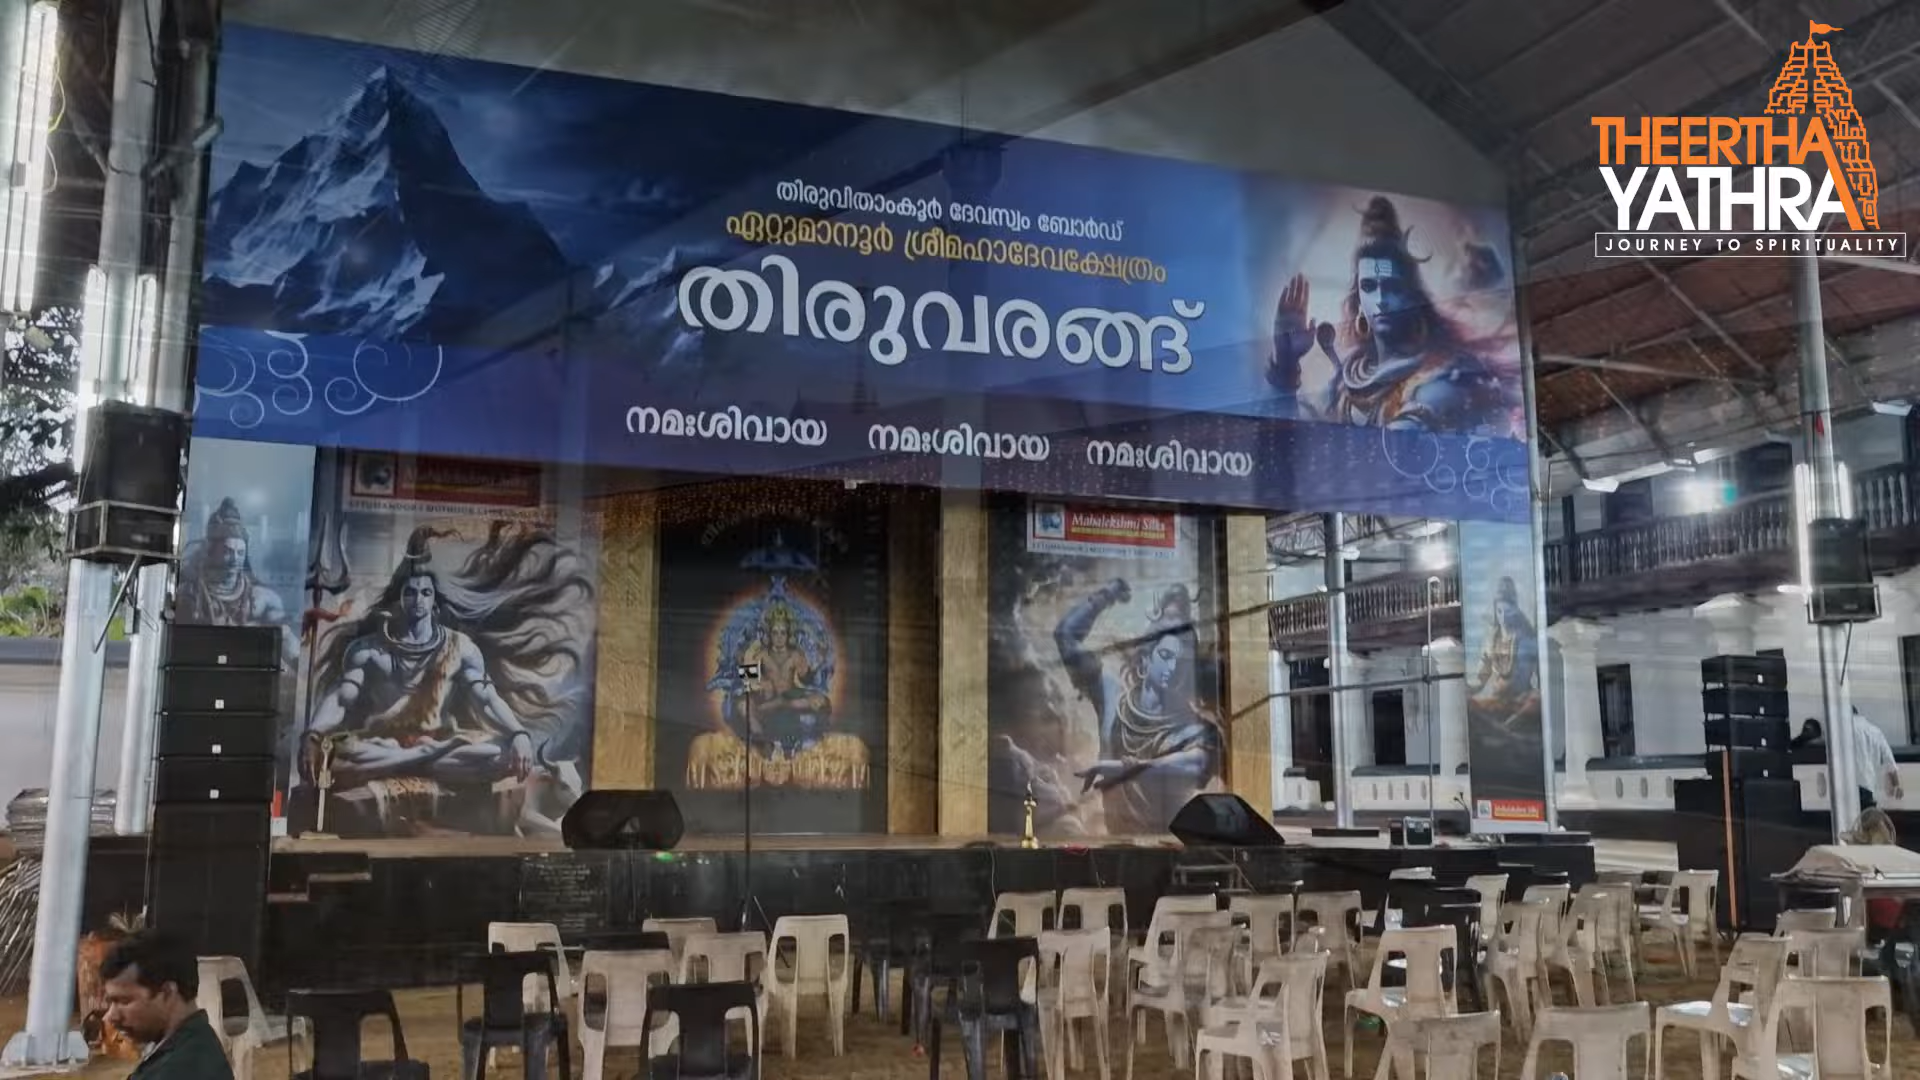 THEERTHA
YATHRA
JOURNEY TO SPIRITUALITY
തിരുവിതാംകൂർ ദേവസ്വം ബോർഡ്
ഏറ്റുമാനൂർ ശ്രീമഹാദേവക്ഷേത്രം
തിരുവരങ്ങ്
നമഃശിവായ നമഃശിവായ നമഃശിവായ
Mahalekshmi Silks